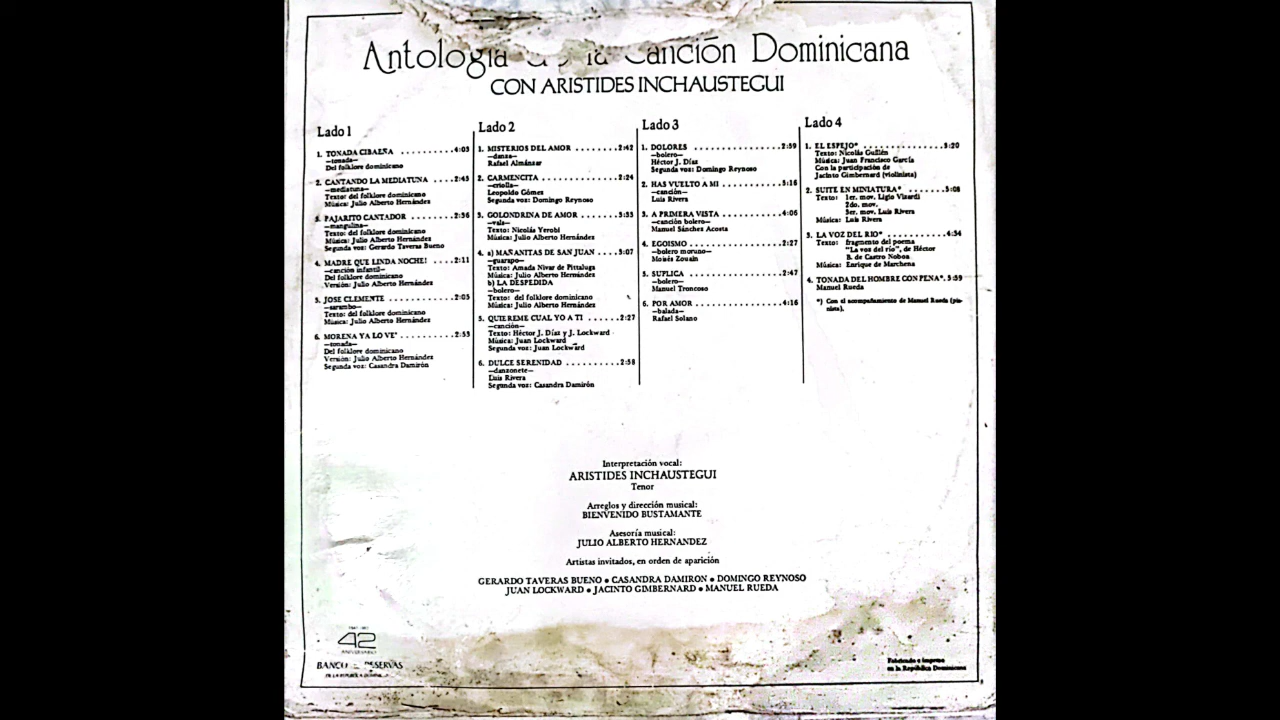 Antología la Canción Dominicana
CON ARISTIDES INCHAUSTEGUI
Lado 1
1. TONADA CIBAEÑA ..........4:03
—tonada—
Del folklore dominicano
2. CANTANDO LA MEDIATUNA ....2:45
—mediatuna—
Texto: del folklore dominicano
Música: Julio Alberto Hernández
3. PAJARITO CANTADOR .........2:36
—mangulina—
Texto: del folklore dominicano
Música: Julio Alberto Hernández
Segunda voz: Gerardo Taveras Bueno
4. MADRE QUE LINDA NOCHE! ....2:11
—canción infantil—
Del folklore dominicano
Versión: Julio Alberto Hernández
5. JOSE CLEMENTE ............2:05
—sarambo—
Texto: del folklore dominicano
Música: Julio Alberto Hernández
6. MORENA YA LO VE' ..........2:53
—tonada—
Del folklore dominicano
Versión: Julio Alberto Hernández
Segunda voz: Casandra Damirón
Lado 2
1. MISTERIOS DEL AMOR ........2:42
—danza—
Rafael Almánzar
2. CARMENCITA ...............2:24
—criolla—
Leopoldo Gómez
Segunda voz: Domingo Reynoso
3. GOLONDRINA DE AMOR .......3:33
—vals—
Texto: Nicolás Yerobí
Música: Julio Alberto Hernández
4. a) MAÑANITAS DE SAN JUAN ....3:07
—guarapo—
Texto: Amada Nivar de Pittaluga
Música: Julio Alberto Hernández
b) LA DESPEDIDA
—bolero—
Texto: del folklore dominicano
Música: Julio Alberto Hernández
5. QUIEREME CUAL YO A TI .......2:27
—canción—
Texto: Héctor J. Díaz y J. Lockward
Música: Juan Lockward
Segunda voz: Juan Lockward
6. DULCE SERENIDAD ...........2:58
—danzonete—
Luis Rivera
Segunda voz: Casandra Damirón
Lado 3
1. DOLORES ..................2:59
—bolero—
Héctor J. Díaz
Segunda voz: Domingo Reynoso
2. HAS VUELTO A MI ............3:16
—canción—
Luis Rivera
3. A PRIMERA VISTA ............4:06
—canción bolero—
Manuel Sánchez Acosta
4. EGOISMO ..................2:27
—bolero moruno—
Moisés Zouain
5. SUPLICA ...................2:47
—bolero—
Manuel Troncoso
6. POR AMOR .................4:16
—balada—
Rafael Solano
Lado 4
1. EL ESPEJO* .................3:20
Texto: Nicolás Guillén
Música: Juan Francisco García
Con la participación de
Jacinto Gimbernard (violinista)
2. SUITE EN MINIATURA* ........5:08
Texto: 1er. mov. Ligio Vizardi
2do. mov.
3er. mov. Luis Rivera
Música: Luis Rivera
3. LA VOZ DEL RIO* .............4:34
Texto: fragmento del poema
"La voz del río", de Héctor
B. de Castro Noboa
Música: Enrique de Marchena
4. TONADA DEL HOMBRE CON PENA*.3:59
Manuel Rueda
*) Con el acompañamiento de Manuel Rueda (pia-
nista).
Interpretación vocal:
ARISTIDES INCHAUSTEGUI
Tenor
Arreglos y dirección musical:
BIENVENIDO BUSTAMANTE
Asesoría musical:
JULIO ALBERTO HERNANDEZ
Artistas invitados, en orden de aparición
GERARDO TAVERAS BUENO • CASANDRA DAMIRON • DOMINGO REYNOSO
JUAN LOCKWARD • JACINTO GIMBERNARD • MANUEL RUEDA
42
ANIVERSARIO
BANCO RESERVAS
DE LA REPUBLICA
Fabricado e impreso
en la República Dominicana